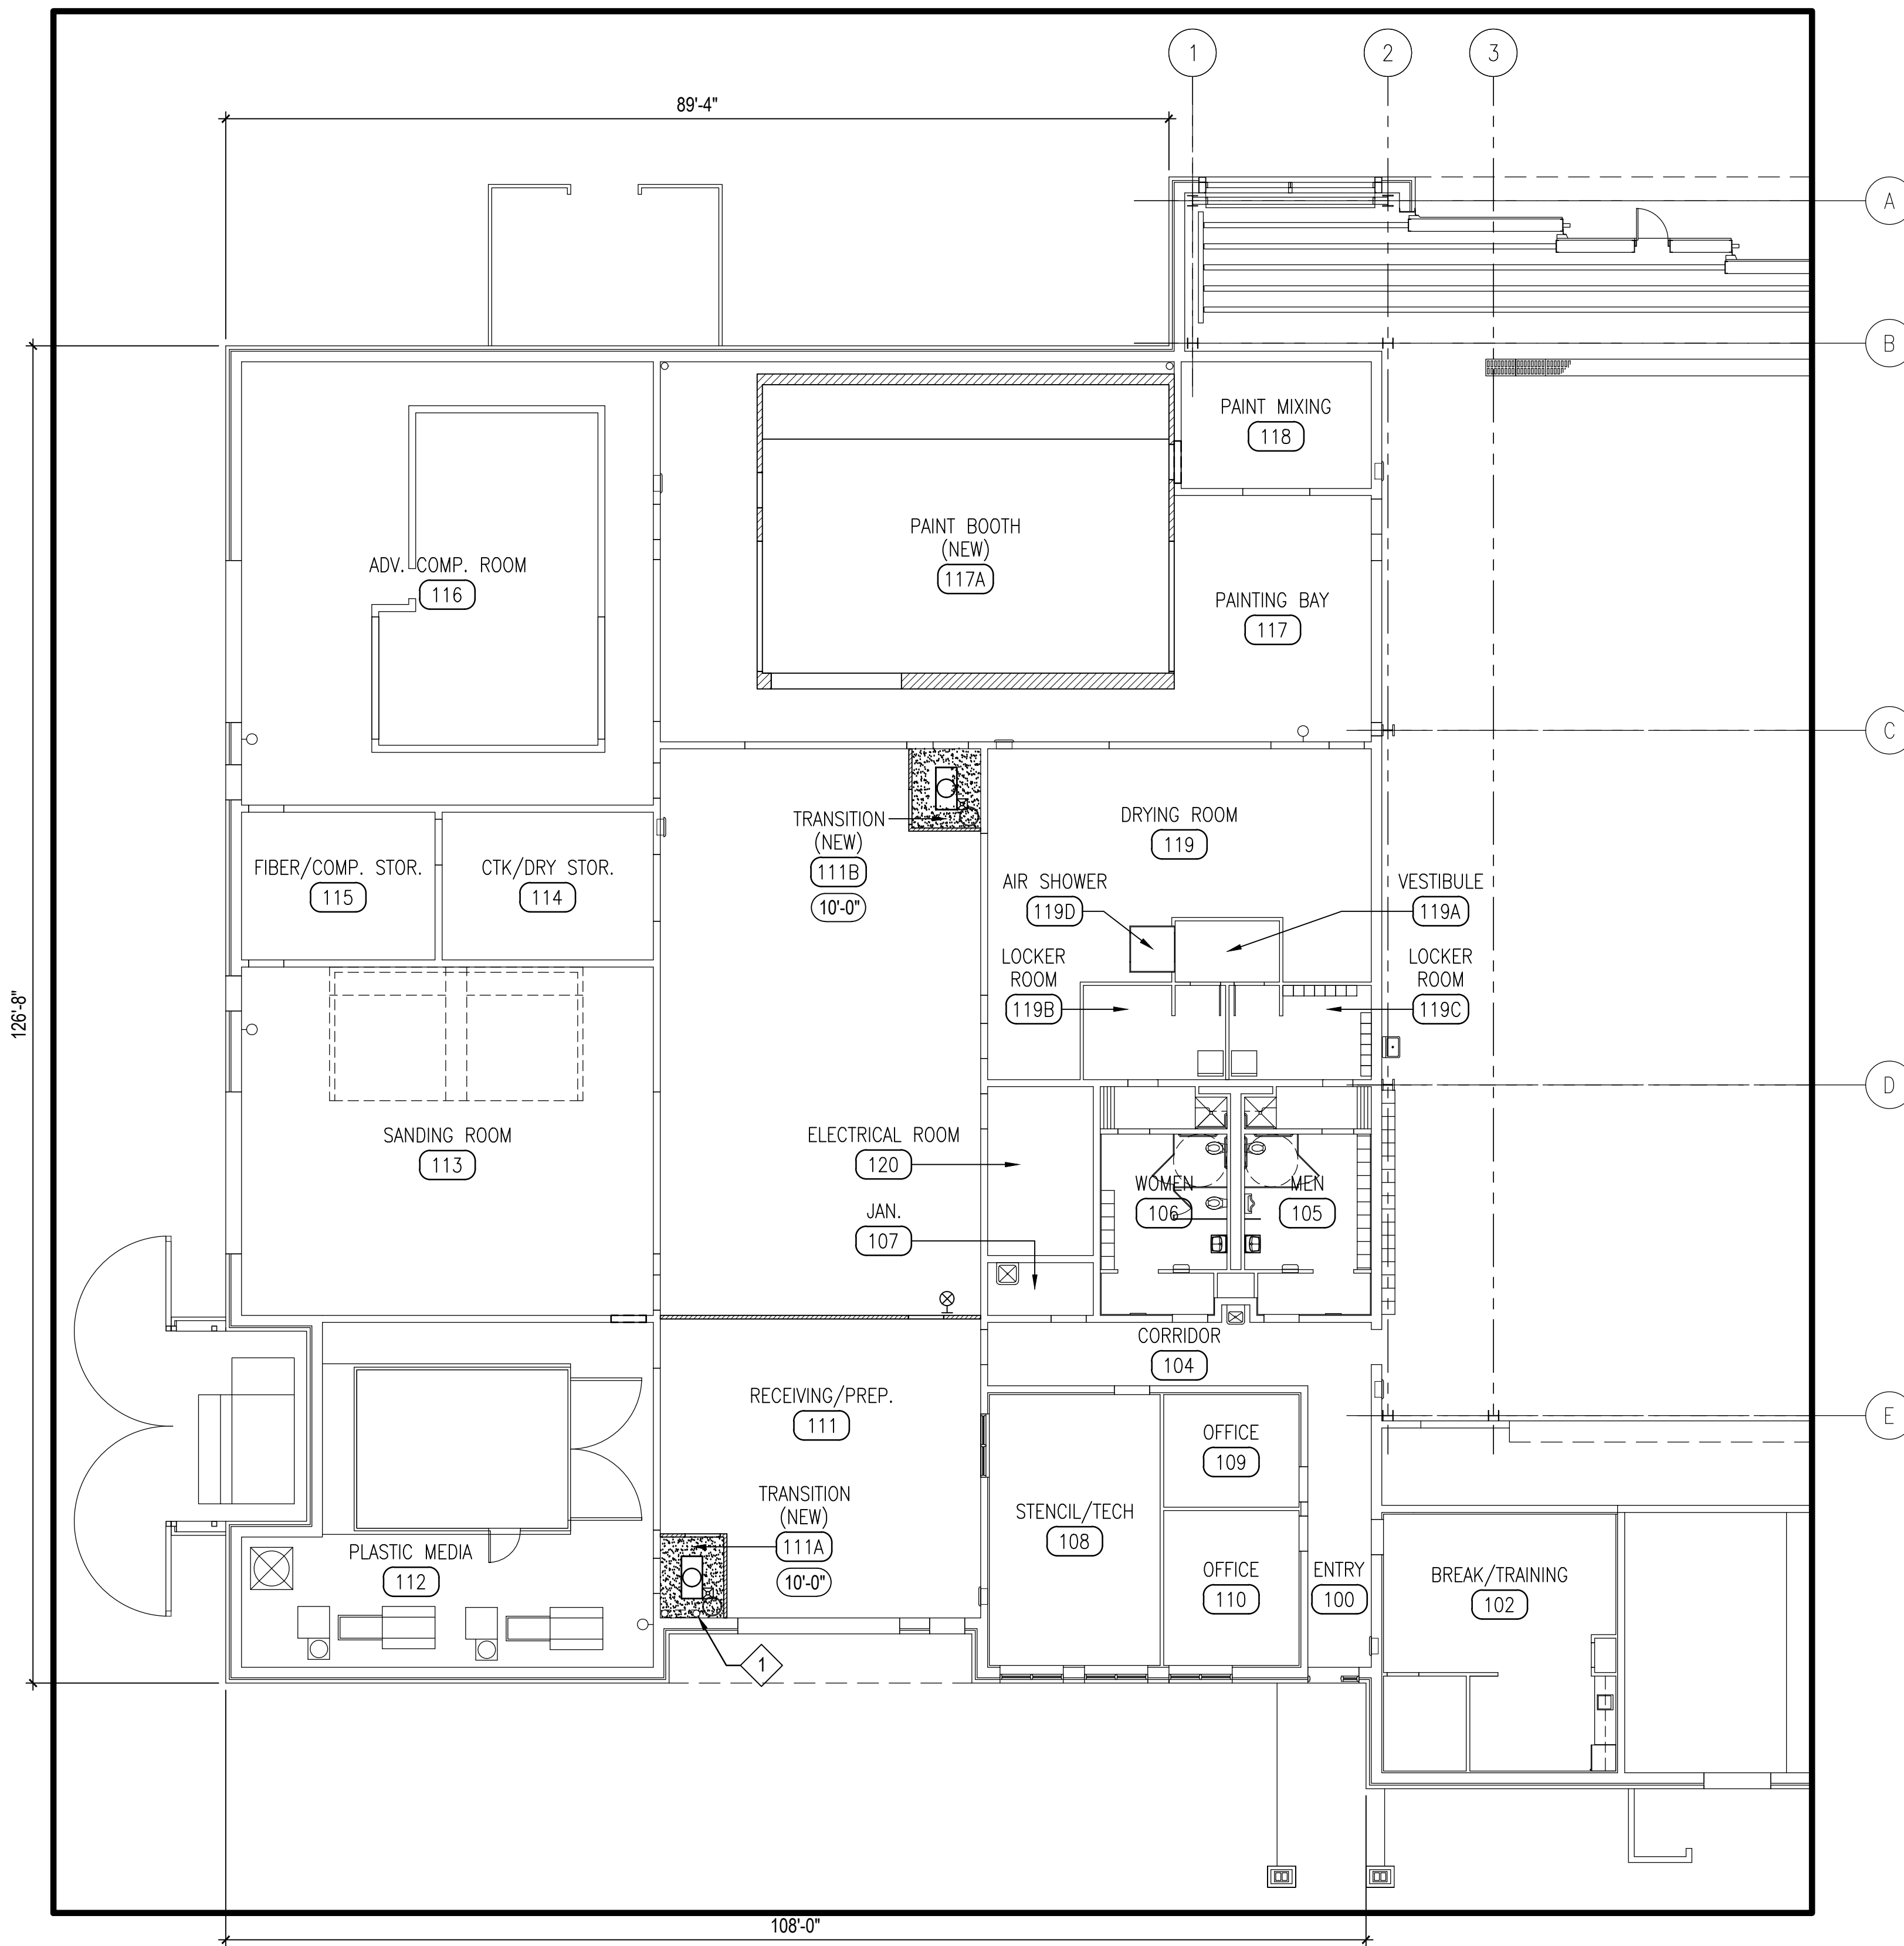 1
2
3
89'-4"
A
B
PAINT MIXING
118
PAINT BOOTH
(NEW)
117A
ADV. COMP. ROOM
116
PAINTING BAY
117
C
TRANSITION
(NEW)
111B
10'-0"
DRYING ROOM
119
FIBER/COMP. STOR.
115
CTK/DRY STOR.
114
AIR SHOWER
119D
VESTIBULE
119A
LOCKER
ROOM
119B
LOCKER
ROOM
119C
126'-8"
D
SANDING ROOM
113
ELECTRICAL ROOM
120
WOMEN
106
MEN
105
JAN.
107
CORRIDOR
104
RECEIVING/PREP.
111
E
OFFICE
109
STENCIL/TECH
108
TRANSITION
(NEW)
111A
10'-0"
PLASTIC MEDIA
112
OFFICE
110
ENTRY
100
BREAK/TRAINING
102
1
108'-0"